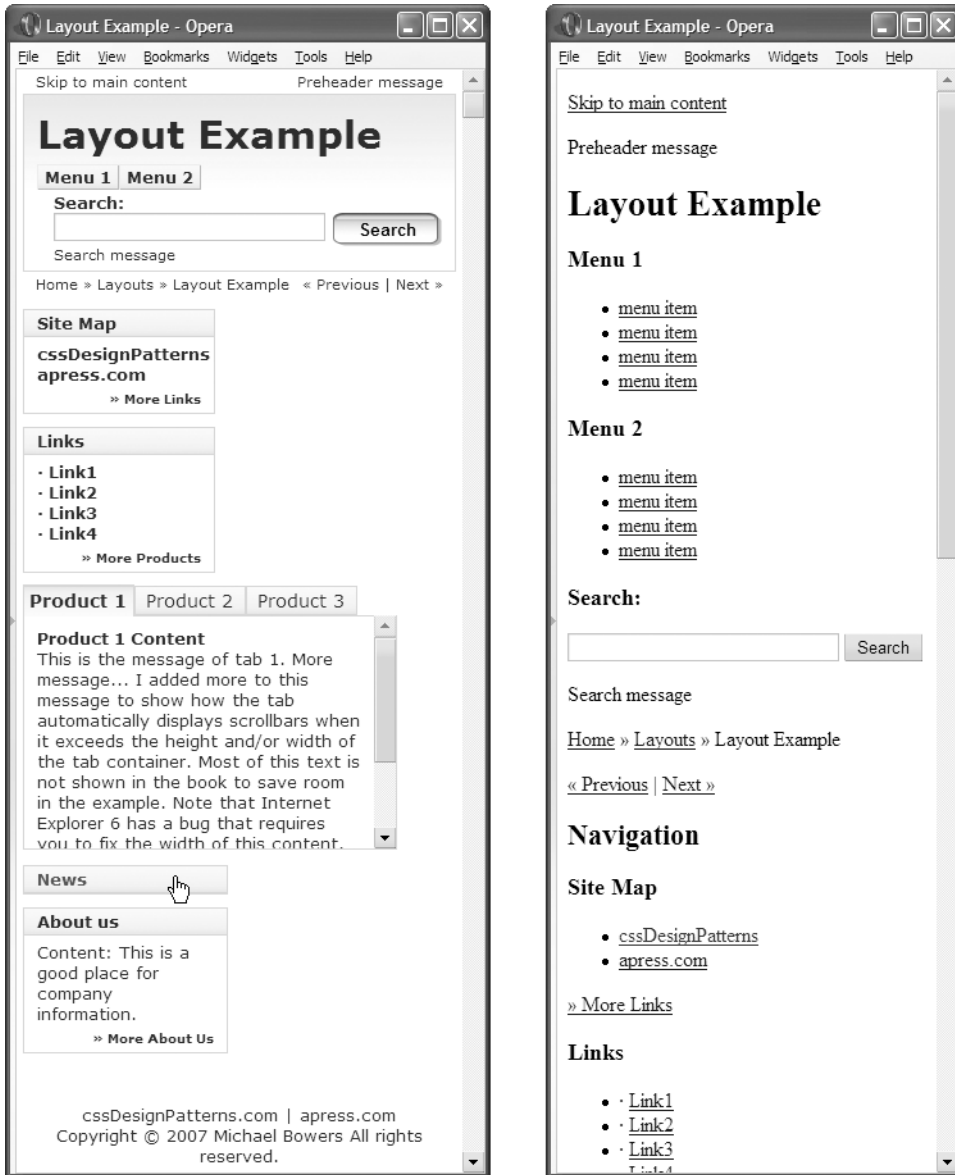 Layout Example - Opera
File Edit View Bookmarks Widgets Tools Help
Skip to main content Preheader message
Layout Example
Menu 1 Menu 2
Search:
Search
Search message
Home » Layouts » Layout Example « Previous | Next »
Site Map
cssDesignPatterns
apress.com
» More Links
Links
· Link1
· Link2
· Link3
· Link4
» More Products
Product 1 Product 2 Product 3
Product 1 Content
This is the message of tab 1. More
message... I added more to this
message to show how the tab
automatically displays scrollbars when
it exceeds the height and/or width of
the tab container. Most of this text is
not shown in the book to save room
in the example. Note that Internet
Explorer 6 has a bug that requires
you to fix the width of this content.
News
About us
Content: This is a
good place for
company
information.
» More About Us
cssDesignPatterns.com | apress.com
Copyright © 2007 Michael Bowers All rights
reserved.
Layout Example - Opera
File Edit View Bookmarks Widgets Tools Help
Skip to main content
Preheader message
Layout Example
Menu 1
• menu item
• menu item
• menu item
• menu item
Menu 2
• menu item
• menu item
• menu item
• menu item
Search:
Search
Search message
Home » Layouts » Layout Example
« Previous | Next »
Navigation
Site Map
• cssDesignPatterns
• apress.com
» More Links
Links
• · Link1
• · Link2
• · Link3
• · Link4